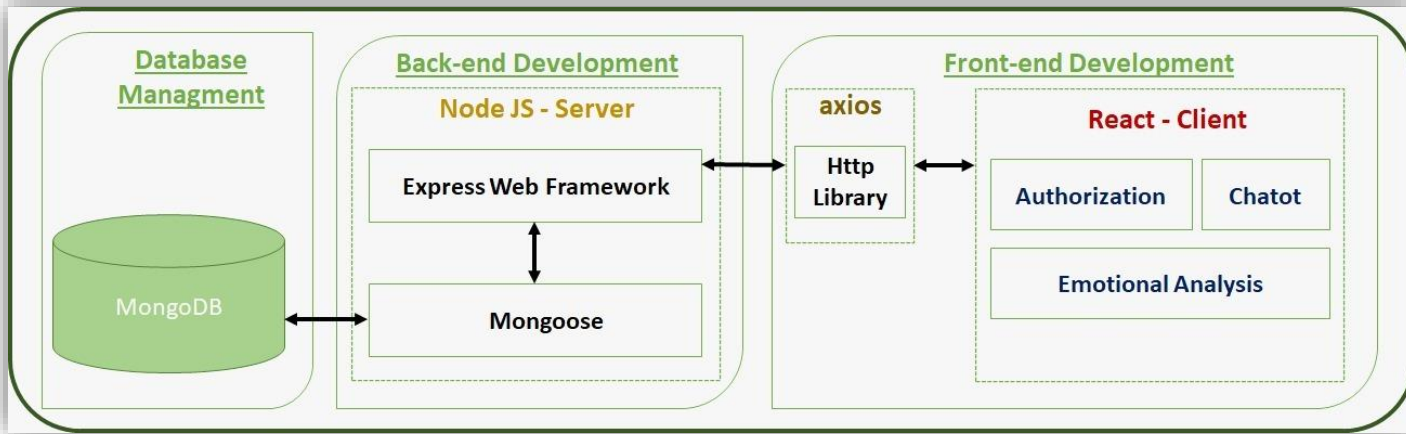 Database
Managment
MongoDB
Back-end Development
Node JS - Server
Express Web Framework
Mongoose
Front-end Development
axios
Http
Library
React - Client
Authorization
Chatot
Emotional Analysis